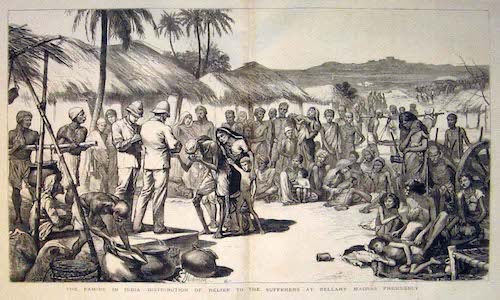 THE FAMINE IN INDIA—DISTRIBUTION OF RELIEF TO THE SUFFERERS AT BELLARY, MADRAS PRESIDENCY